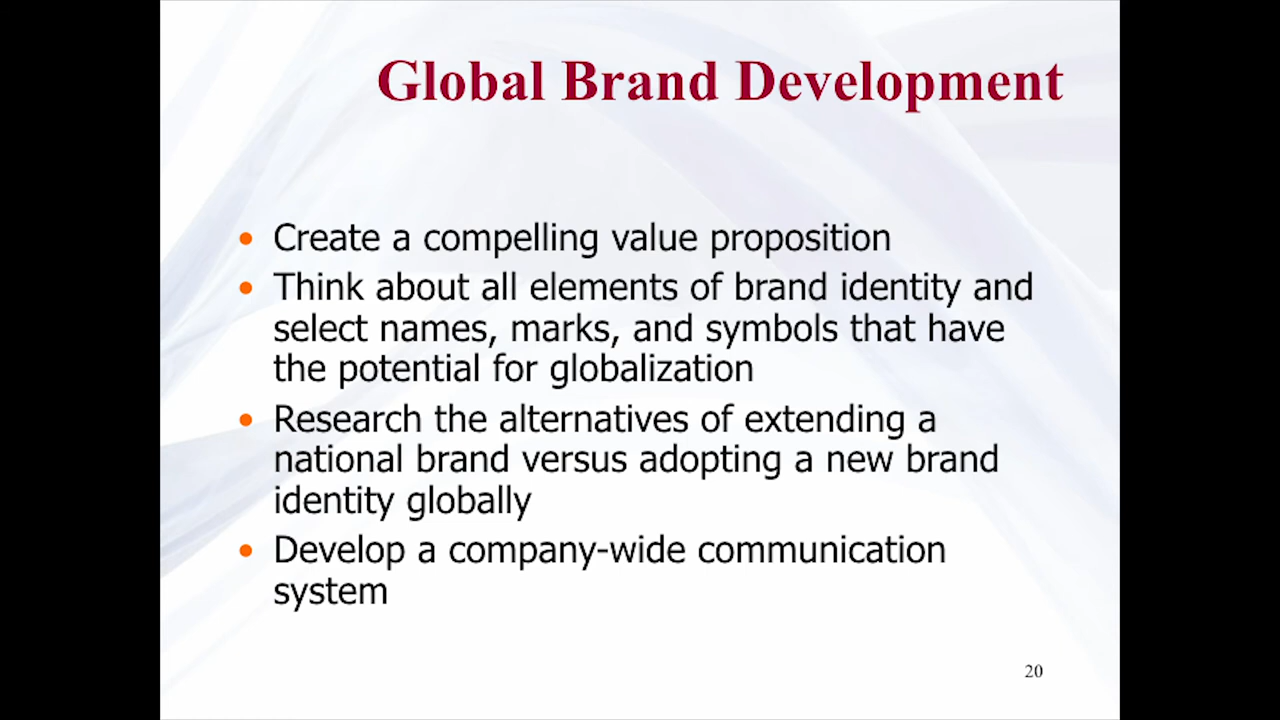 Global Brand Development
• Create a compelling value proposition
• Think about all elements of brand identity and
select names, marks, and symbols that have
the potential for globalization
• Research the alternatives of extending a
national brand versus adopting a new brand
identity globally
• Develop a company-wide communication
system
20